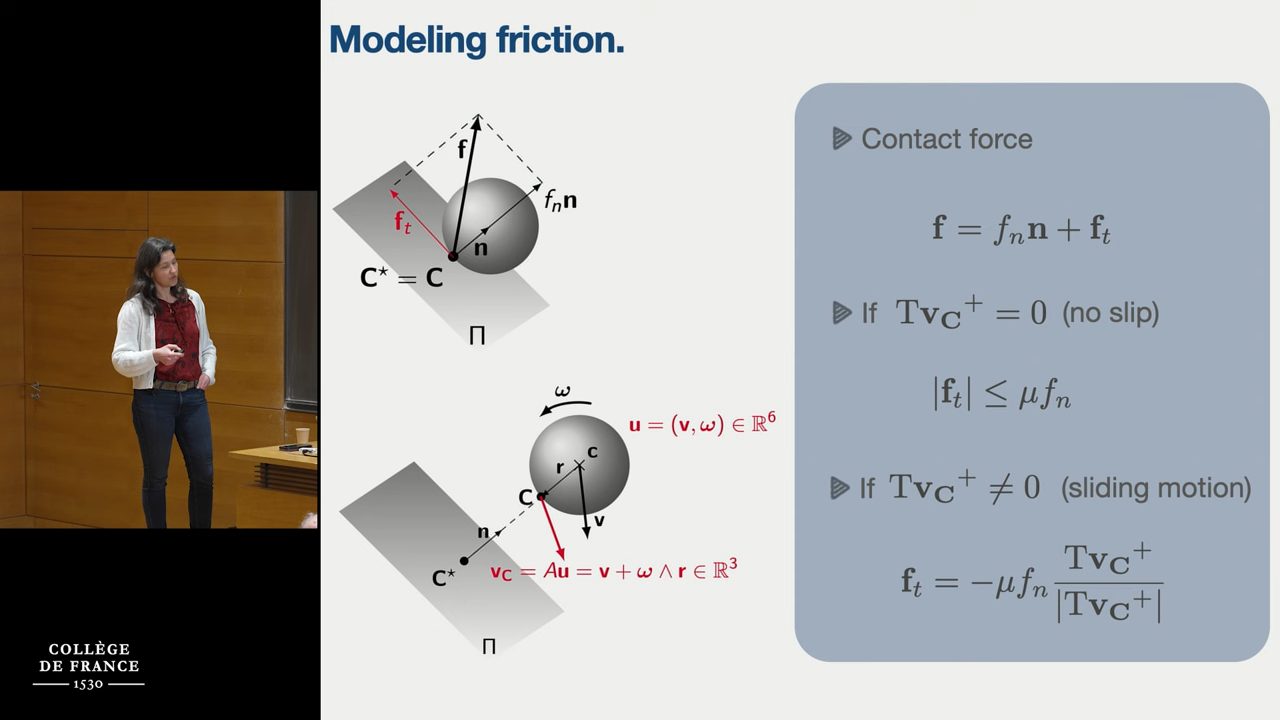 Modeling friction.
f
f_n n
f_t
n
C* = C
Π
ω
u = (v, ω) ∈ ℝ⁶
c
r
C
v
n
C*
v_C = Au = v + ω ∧ r ∈ ℝ³
Π
Contact force
f = f_n n + f_t
If Tv_C⁺ = 0 (no slip)
|f_t| ≤ μf_n
If Tv_C⁺ ≠ 0 (sliding motion)
f_t = −μf_n Tv_C⁺ / |Tv_C⁺|
COLLÈGE
DE FRANCE
1530